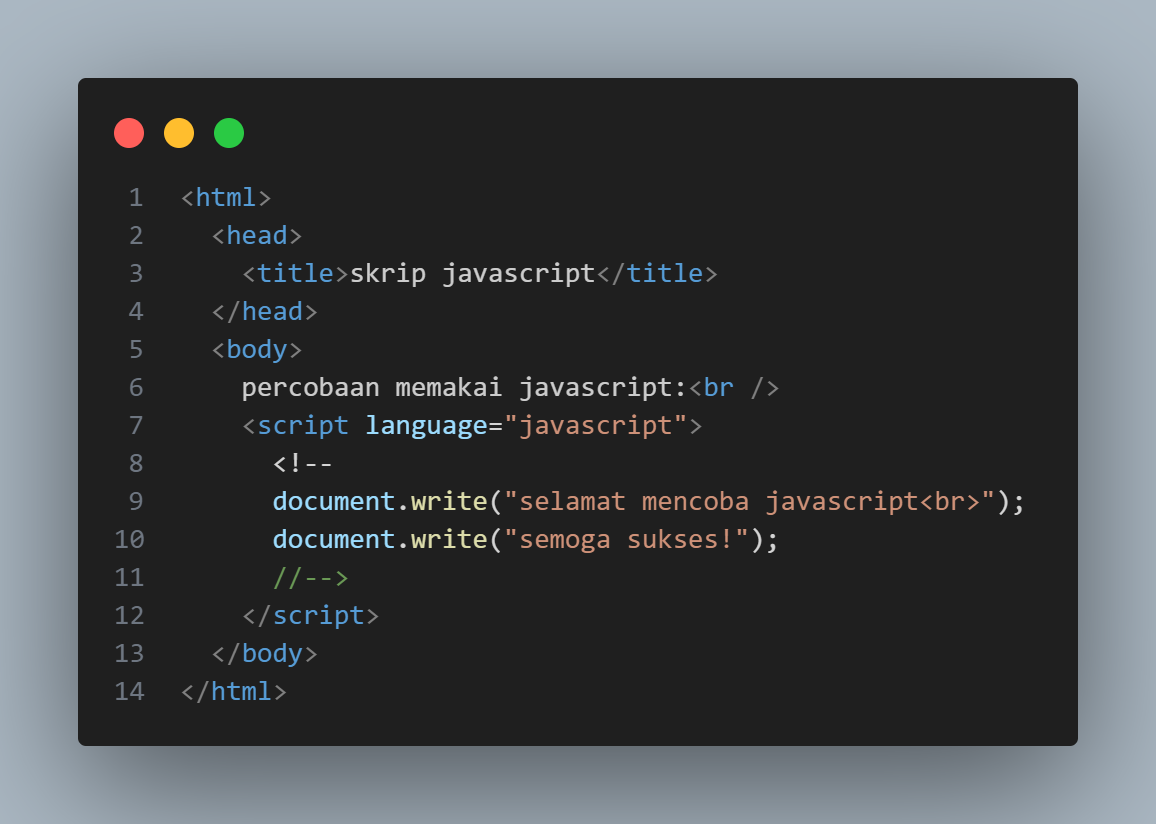 1 <html>
2   <head>
3     <title>skrip javascript</title>
4   </head>
5   <body>
6     percobaan memakai javascript:<br />
7     <script language="javascript">
8       <!--
9       document.write("selamat mencoba javascript<br>");
10       document.write("semoga sukses!");
11       //-->
12     </script>
13   </body>
14 </html>